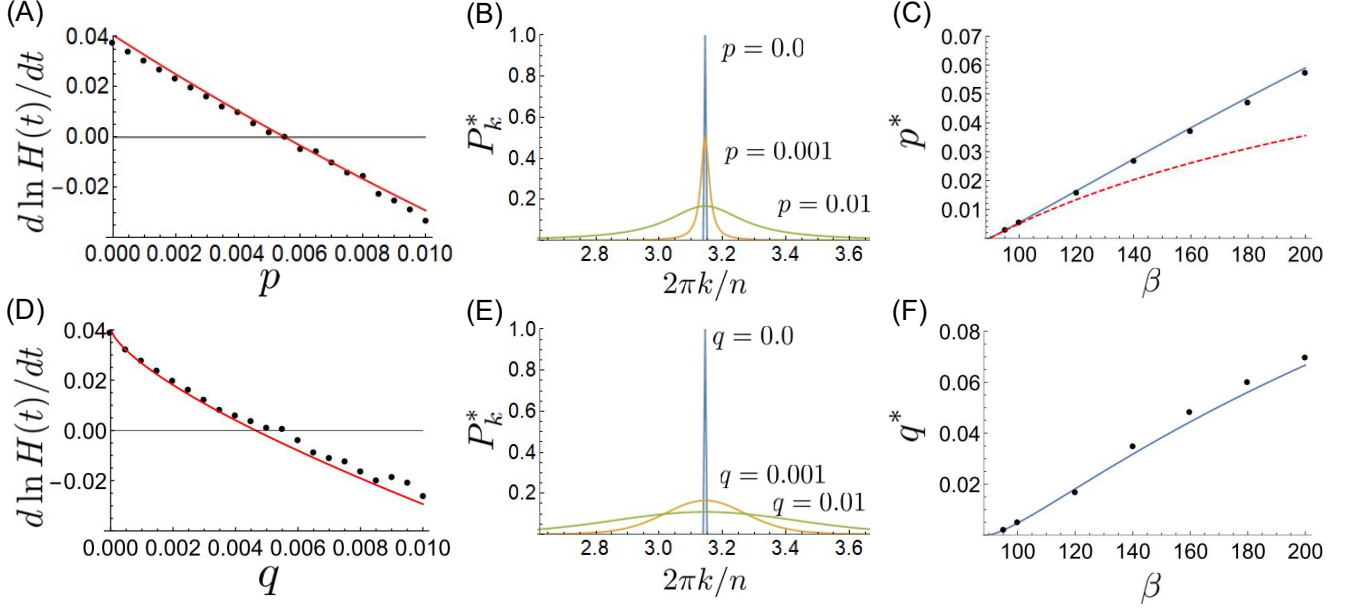 (A)
d ln H(t)/dt
0.04
0.02
0.00
−0.02
0.000 0.002 0.004 0.006 0.008 0.010
p
(B)
P*k
1.0
0.8
0.6
0.4
0.2
p = 0.0
p = 0.001
p = 0.01
2.8 3.0 3.2 3.4 3.6
2πk/n
(C)
p*
0.07
0.06
0.05
0.04
0.03
0.02
0.01
100 120 140 160 180 200
β
(D)
d ln H(t)/dt
0.04
0.02
0.00
−0.02
0.000 0.002 0.004 0.006 0.008 0.010
q
(E)
P*k
1.0
0.8
0.6
0.4
0.2
q = 0.0
q = 0.001
q = 0.01
2.8 3.0 3.2 3.4 3.6
2πk/n
(F)
q*
0.08
0.06
0.04
0.02
100 120 140 160 180 200
β